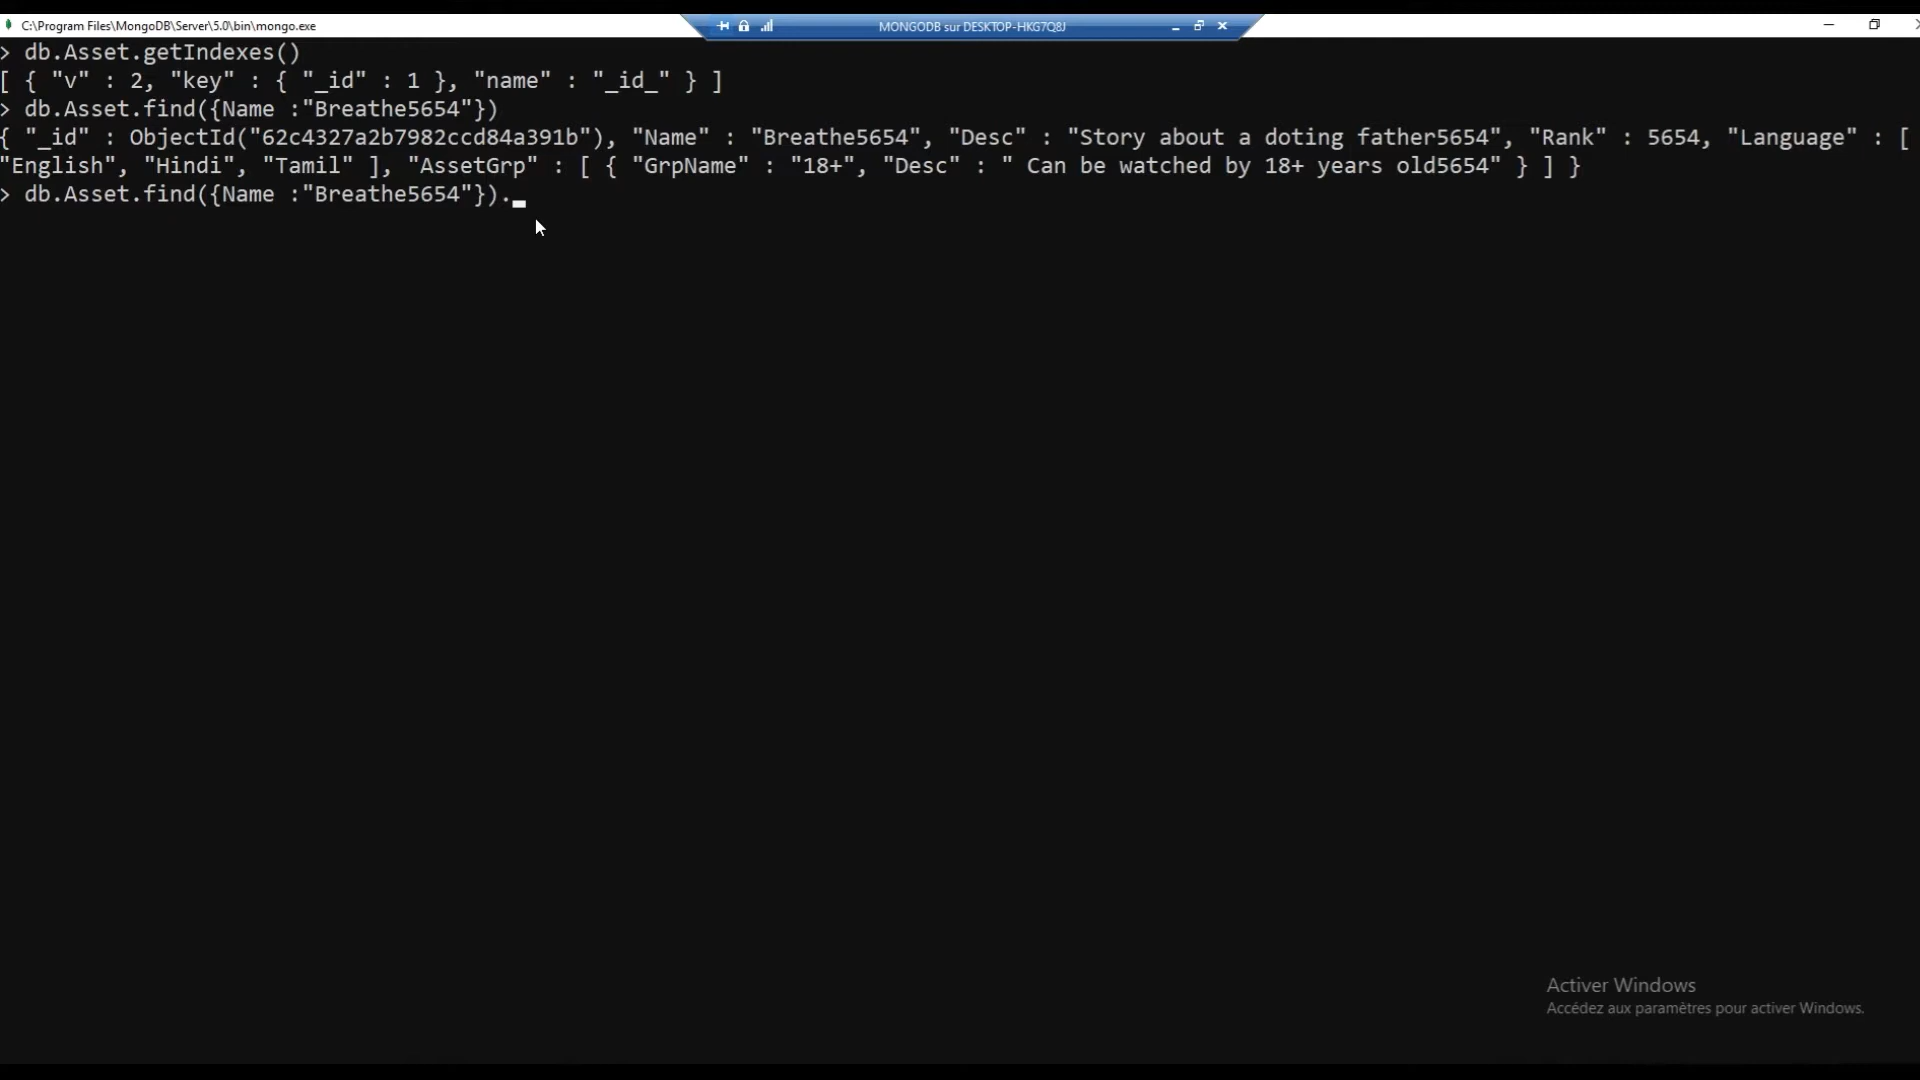 C:\Program Files\MongoDB\Server\5.0\bin\mongo.exe
MONGODB sur DESKTOP-HKG7Q8J
> db.Asset.getIndexes()
[ { "v" : 2, "key" : { "_id" : 1 }, "name" : "_id_" } ]
> db.Asset.find({Name :"Breathe5654"})
{ "_id" : ObjectId("62c4327a2b7982ccd84a391b"), "Name" : "Breathe5654", "Desc" : "Story about a doting father5654", "Rank" : 5654, "Language" : [
"English", "Hindi", "Tamil" ], "AssetGrp" : [ { "GrpName" : "18+", "Desc" : " Can be watched by 18+ years old5654" } ] }
> db.Asset.find({Name :"Breathe5654"}).
Activer Windows
Accédez aux paramètres pour activer Windows.